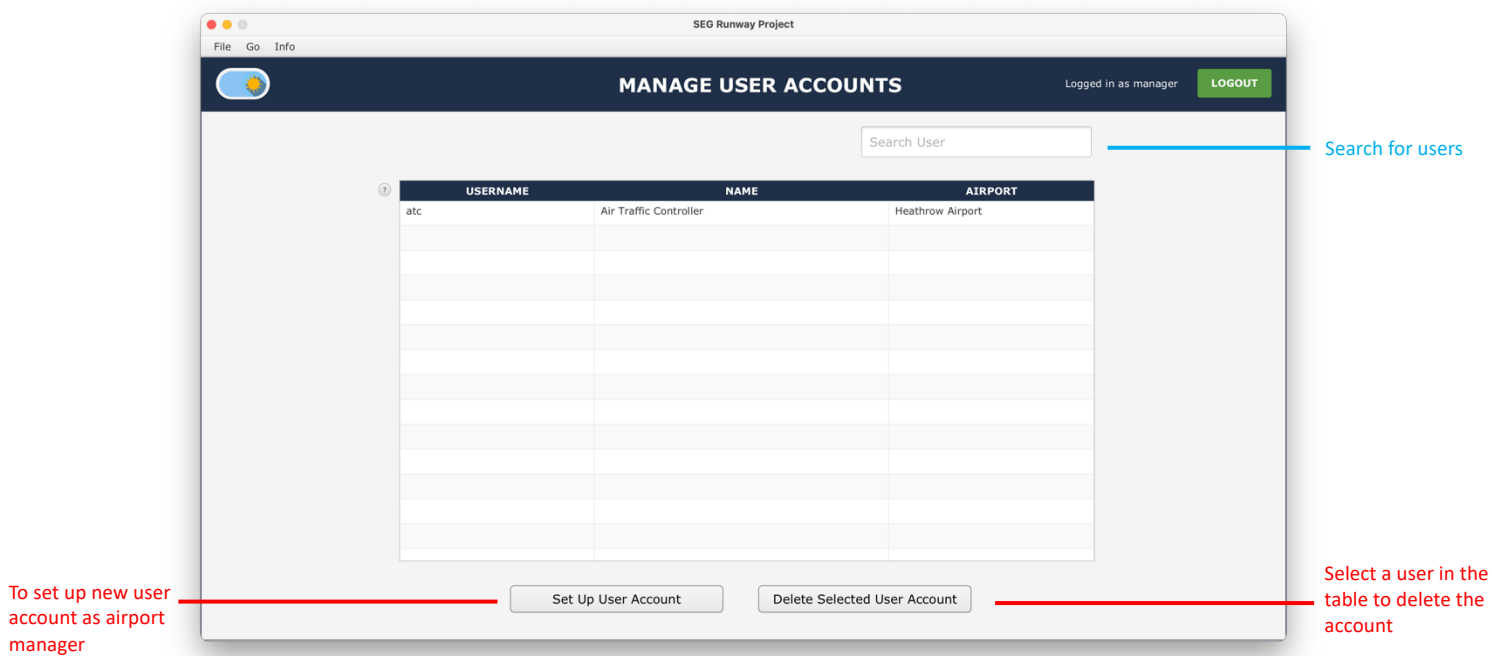 SEG Runway Project
File Go Info
MANAGE USER ACCOUNTS
Logged in as manager
LOGOUT
Search User
Search for users
?
USERNAME NAME AIRPORT
atc Air Traffic Controller Heathrow Airport
To set up new user
account as airport
manager
Set Up User Account
Delete Selected User Account
Select a user in the
table to delete the
account